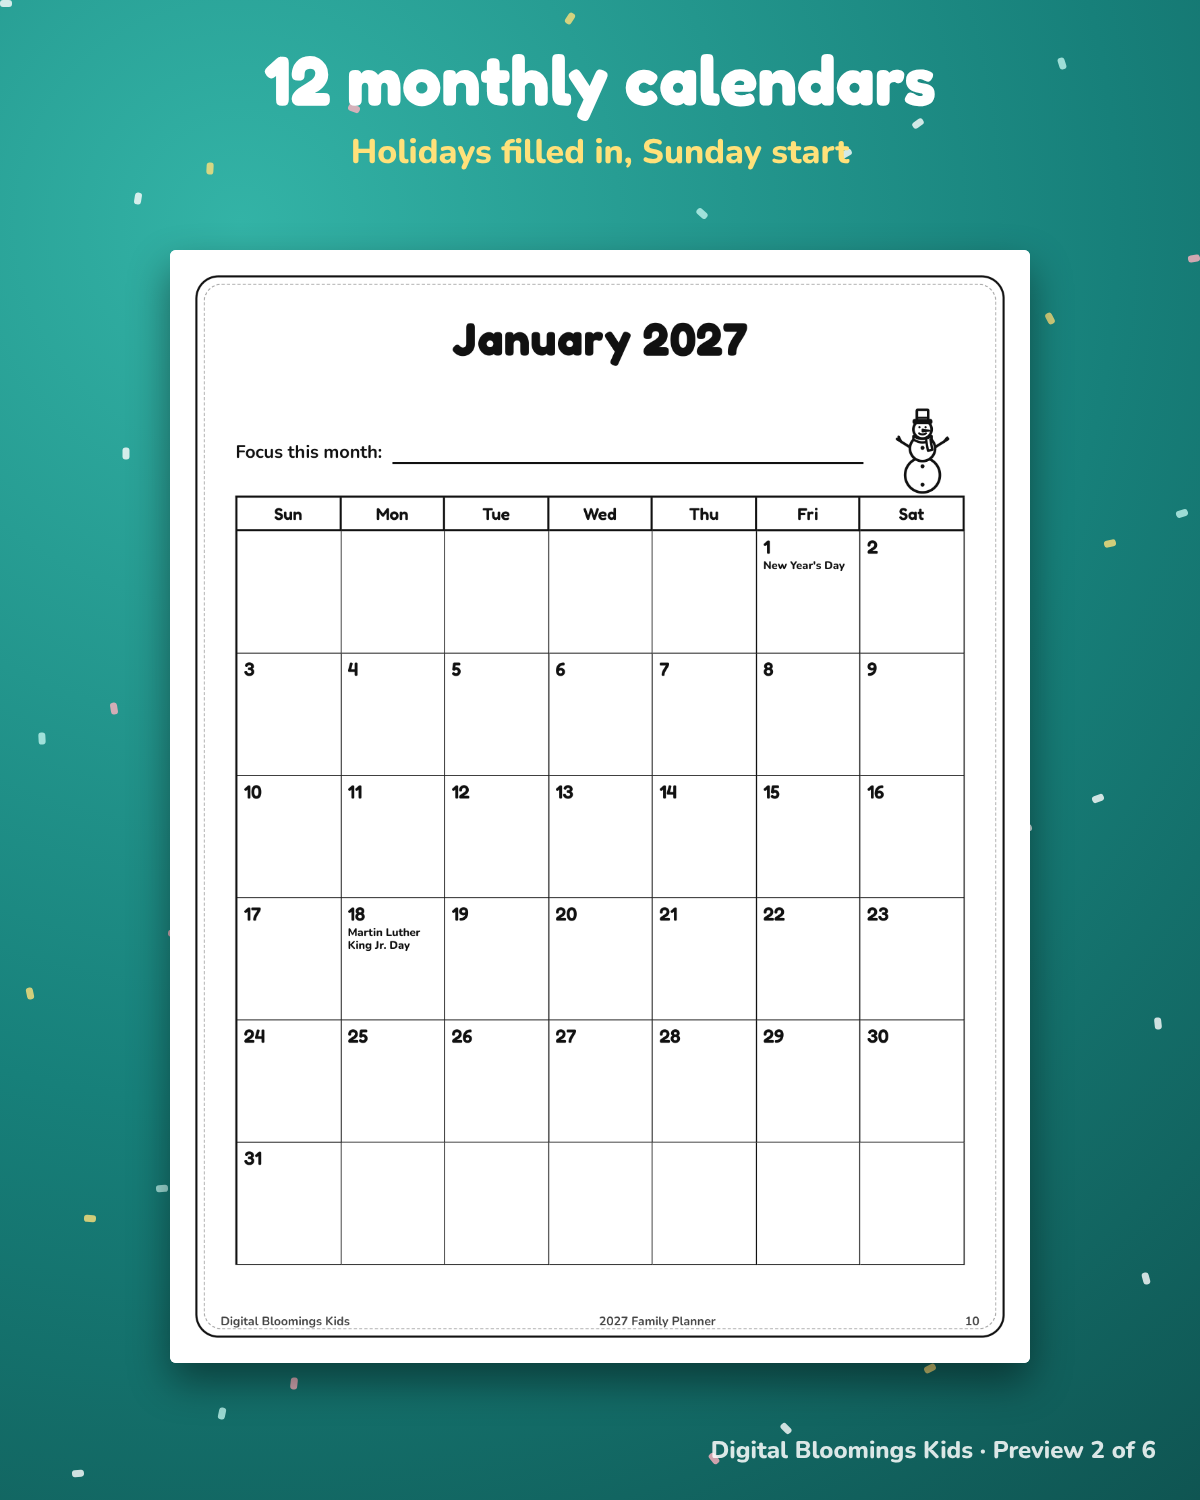 12 monthly calendars
Holidays filled in, Sunday start
January 2027
Focus this month:
Sun Mon Tue Wed Thu Fri Sat
1 2
New Year's Day
3 4 5 6 7 8 9
10 11 12 13 14 15 16
17 18 19 20 21 22 23
Martin Luther
King Jr. Day
24 25 26 27 28 29 30
31
Digital Bloomings Kids 2027 Family Planner 10
Digital Bloomings Kids · Preview 2 of 6